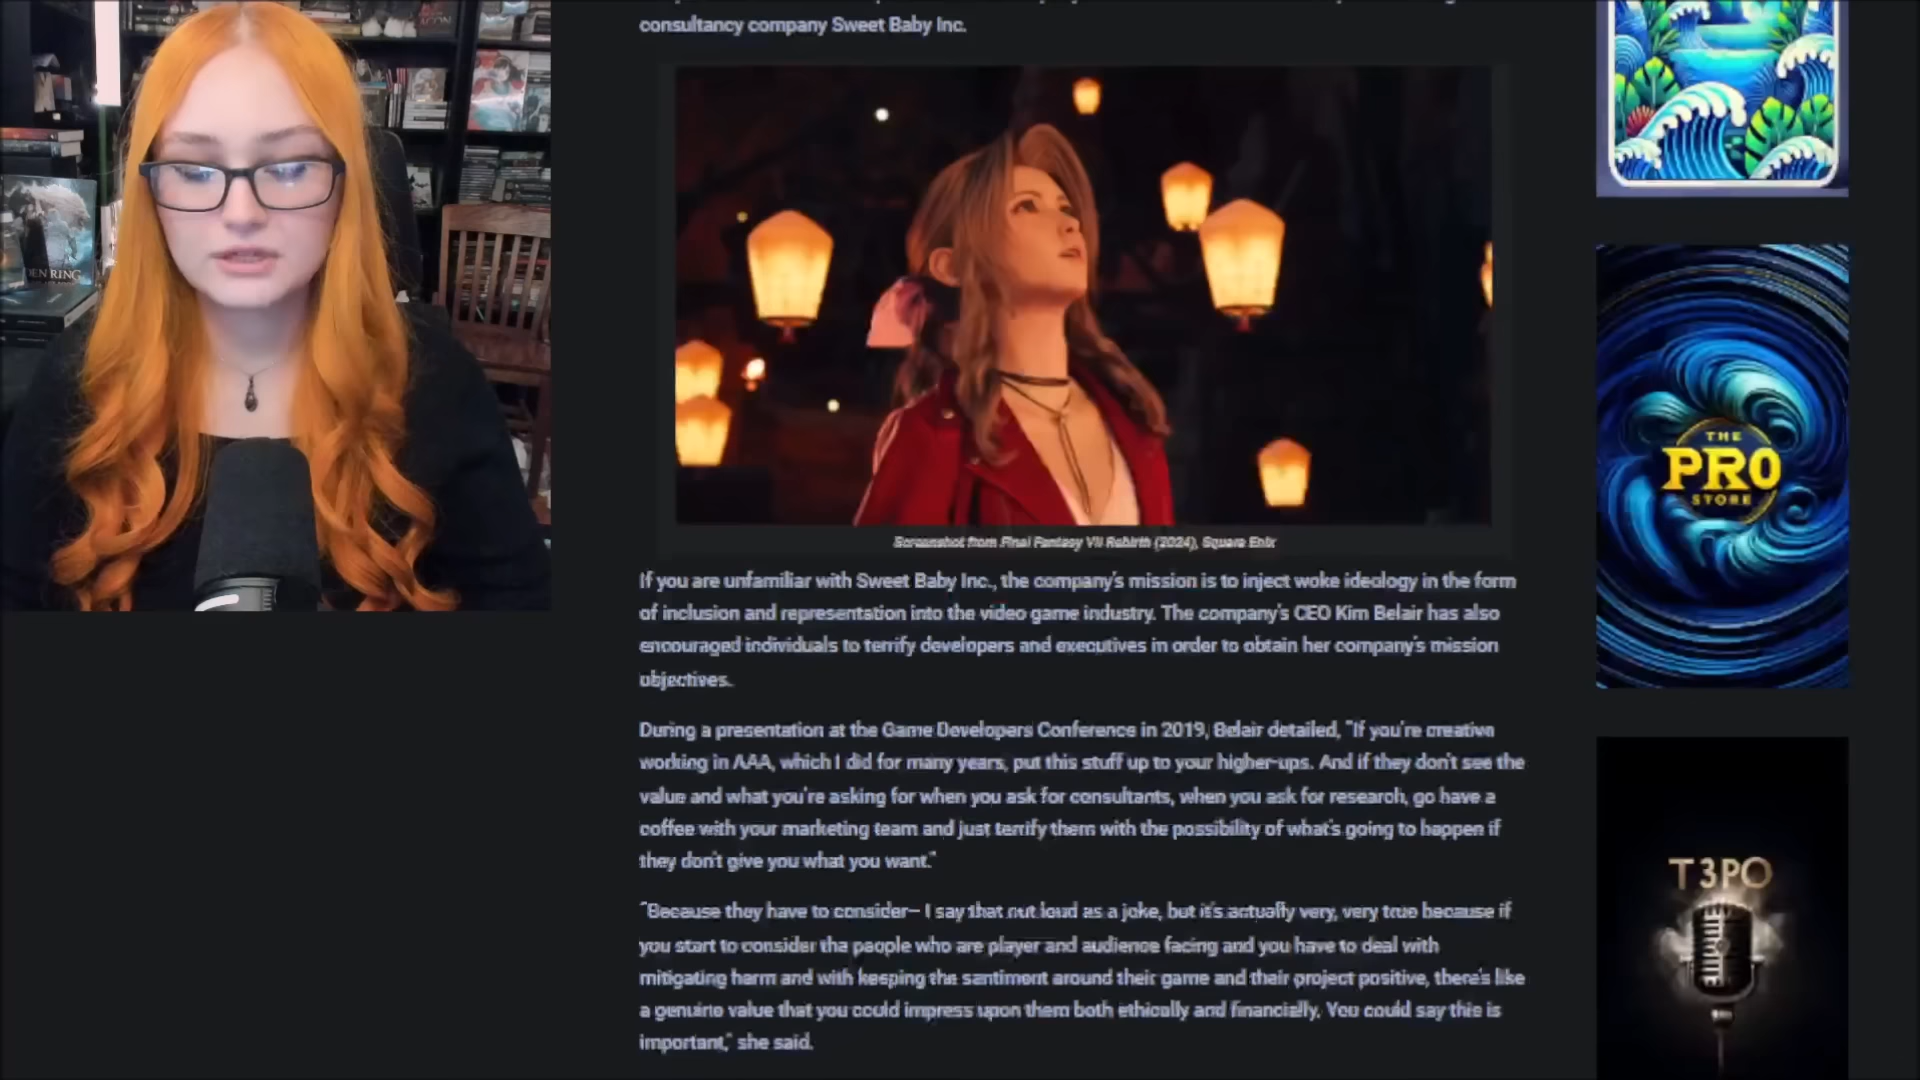 consultancy company Sweet Baby Inc.
Screenshot from Final Fantasy VII Rebirth (2024), Square Enix
If you are unfamiliar with Sweet Baby Inc., the company's mission is to inject woke ideology in the form
of inclusion and representation into the video game industry. The company's CEO Kim Belair has also
encouraged individuals to terrify developers and executives in order to obtain her company's mission
objectives.
During a presentation at the Game Developers Conference in 2019, Belair detailed, "If you're creative
working in AAA, which I did for many years, put this stuff up to your higher-ups. And if they don't see the
value and what you're asking for when you ask for consultants, when you ask for research, go have a
coffee with your marketing team and just terrify them with the possibility of what's going to happen if
they don't give you what you want."
"Because they have to consider— I say that out loud as a joke, but it's actually very, very true because if
you start to consider the people who are player and audience facing and you have to deal with
mitigating harm and with keeping the sentiment around their game and their project positive, there's like
a genuine value that you could impress upon them both ethically and financially. You could say this is
important," she said.
THE
PRO
STORE
T3PO
DEN RING